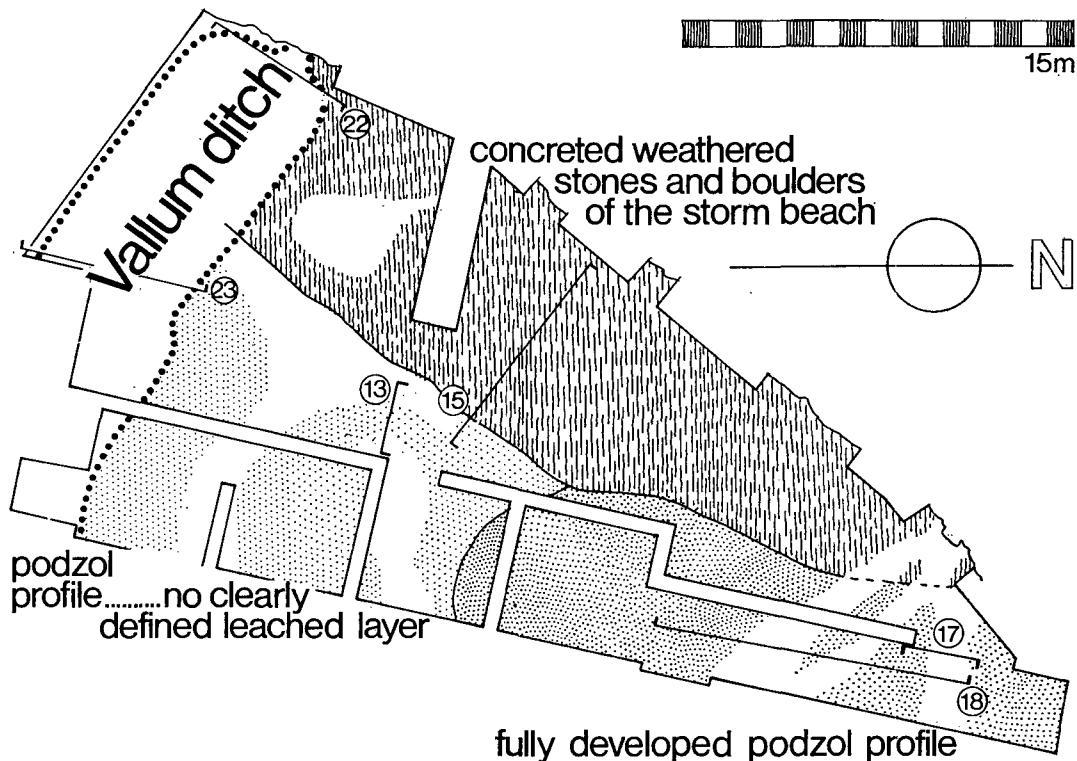 15m
Vallum ditch
22
concreted weathered
stones and boulders
of the storm beach
N
23
13
15
podzol
profile..........no clearly
defined leached layer
17
18
fully developed podzol profile